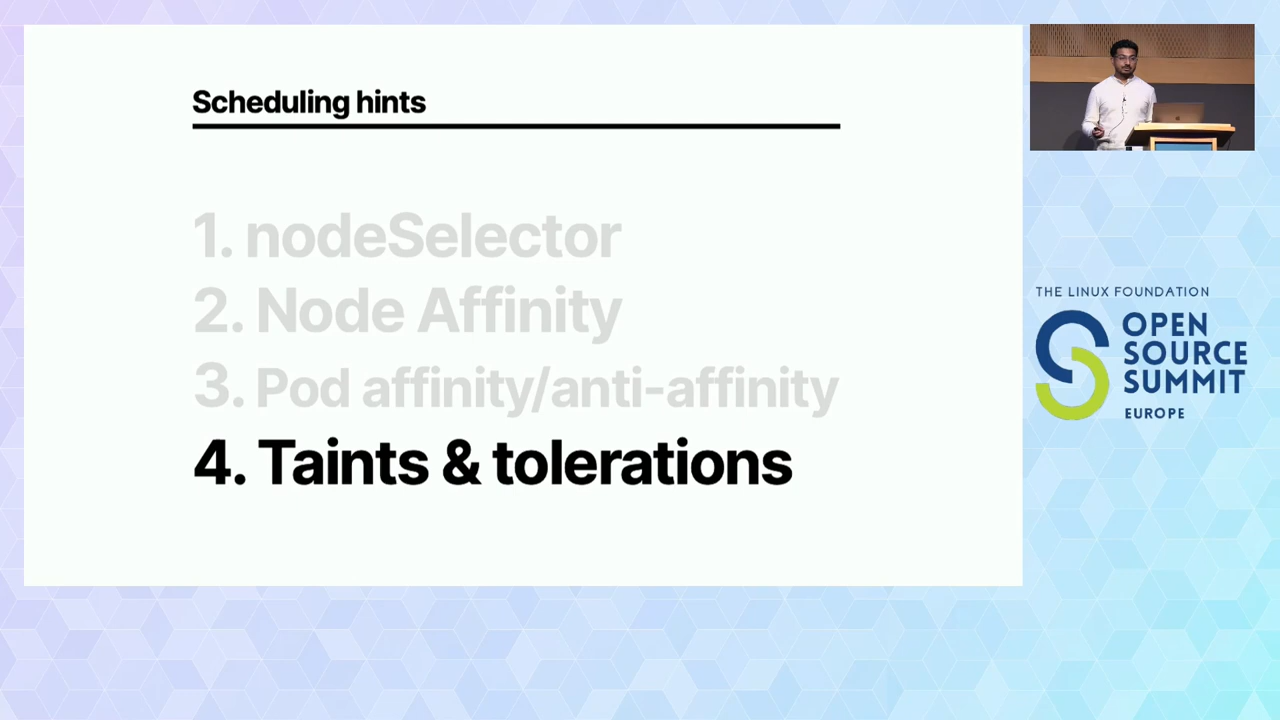 Scheduling hints
1. nodeSelector
2. Node Affinity
3. Pod affinity/anti-affinity
4. Taints & tolerations
THE LINUX FOUNDATION
OPEN
SOURCE
SUMMIT
EUROPE